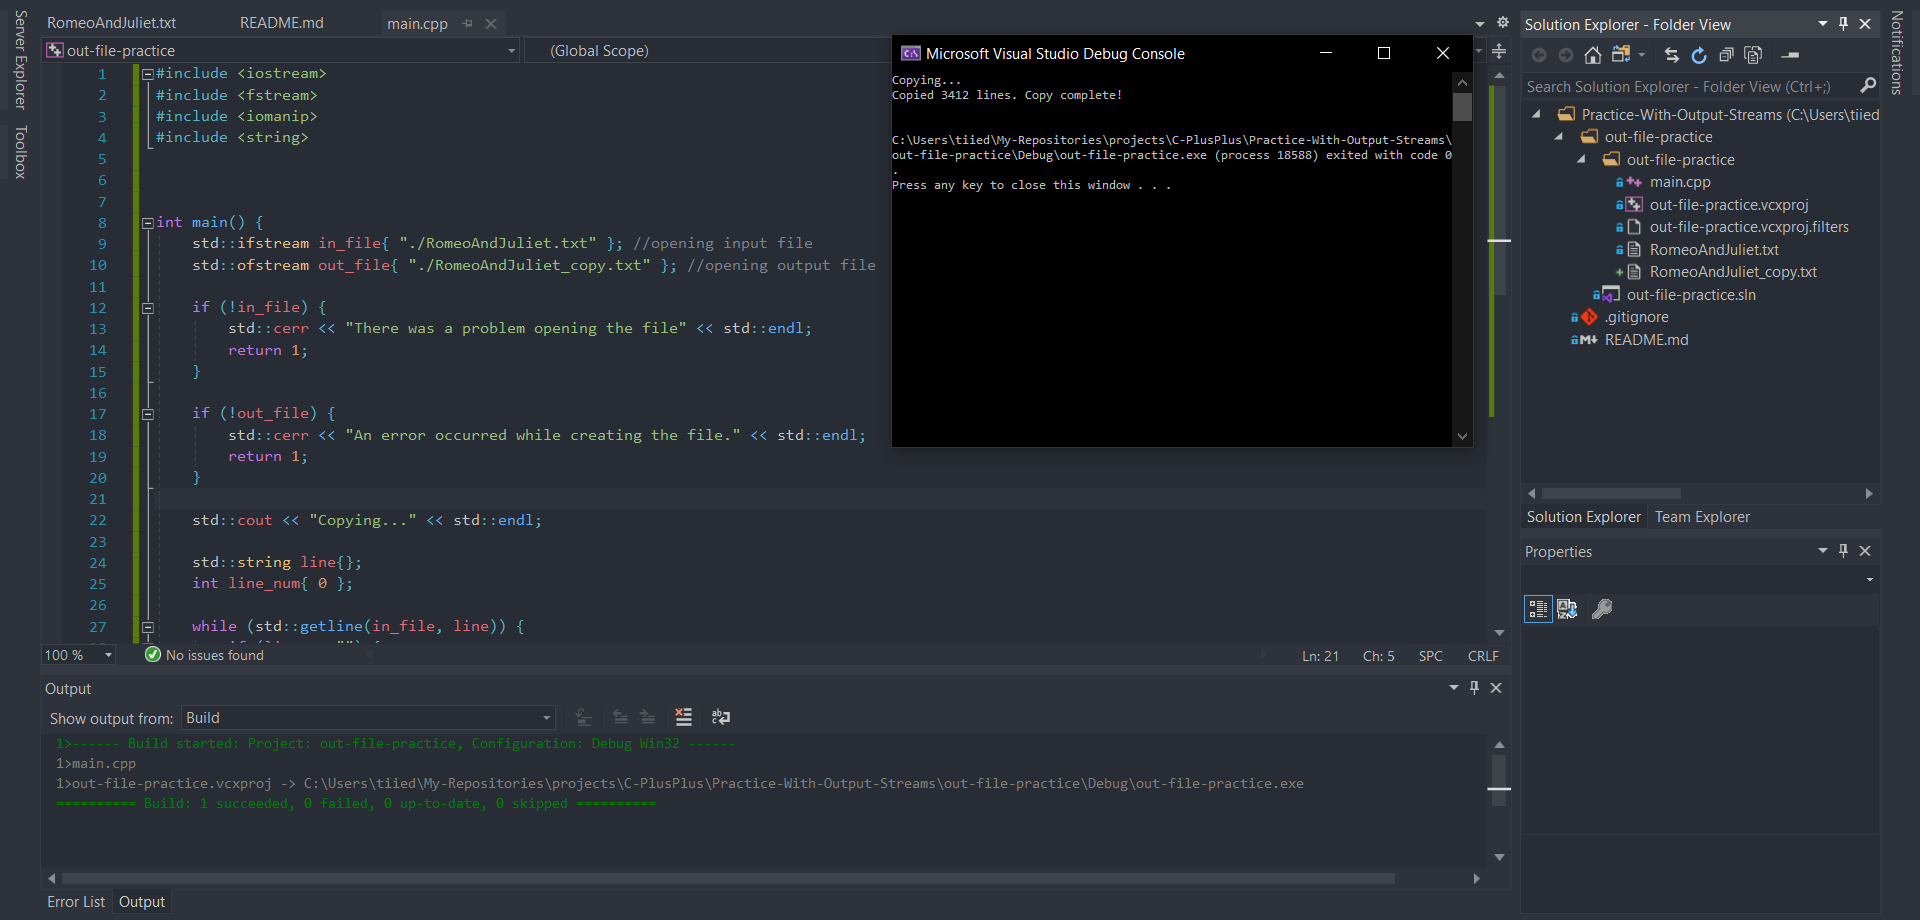 Server Explorer
Toolbox
RomeoAndJuliet.txt
README.md
main.cpp
out-file-practice
(Global Scope)
1 #include <iostream>
2 #include <fstream>
3 #include <iomanip>
4 #include <string>
5
6
7
8 int main() {
9 std::ifstream in_file{ "./RomeoAndJuliet.txt" }; //opening input file
10 std::ofstream out_file{ "./RomeoAndJuliet_copy.txt" }; //opening output file
11
12 if (!in_file) {
13 std::cerr << "There was a problem opening the file" << std::endl;
14 return 1;
15 }
16
17 if (!out_file) {
18 std::cerr << "An error occurred while creating the file." << std::endl;
19 return 1;
20 }
21
22 std::cout << "Copying..." << std::endl;
23
24 std::string line{};
25 int line_num{ 0 };
26
27 while (std::getline(in_file, line)) {
100 %
No issues found
Ln: 21
Ch: 5
SPC
CRLF
Microsoft Visual Studio Debug Console
Copying...
Copied 3412 lines. Copy complete!
C:\Users\tiied\My-Repositories\projects\C-PlusPlus\Practice-With-Output-Streams\
out-file-practice\Debug\out-file-practice.exe (process 18588) exited with code 0
.
Press any key to close this window . . .
Output
Show output from:
Build
1>------ Build started: Project: out-file-practice, Configuration: Debug Win32 ------
1>main.cpp
1>out-file-practice.vcxproj -> C:\Users\tiied\My-Repositories\projects\C-PlusPlus\Practice-With-Output-Streams\out-file-practice\Debug\out-file-practice.exe
========== Build: 1 succeeded, 0 failed, 0 up-to-date, 0 skipped ==========
Error List
Output
Solution Explorer - Folder View
Search Solution Explorer - Folder View (Ctrl+;)
Practice-With-Output-Streams (C:\Users\tiied
out-file-practice
out-file-practice
main.cpp
out-file-practice.vcxproj
out-file-practice.vcxproj.filters
RomeoAndJuliet.txt
RomeoAndJuliet_copy.txt
out-file-practice.sln
.gitignore
README.md
Solution Explorer
Team Explorer
Properties
Notifications